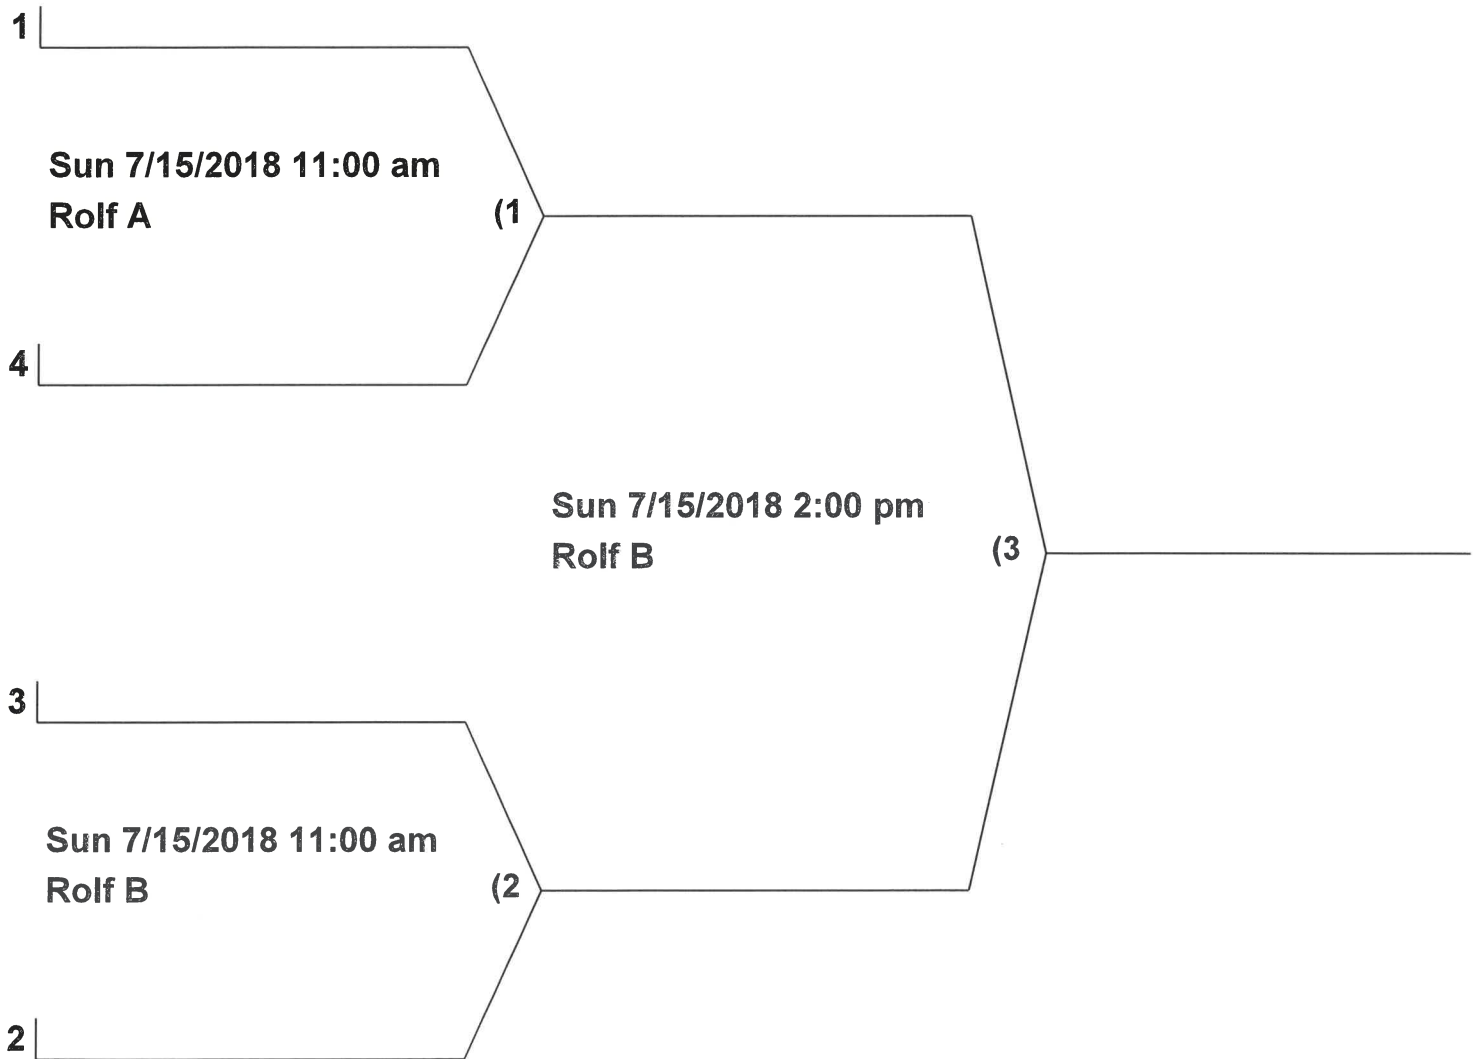 1
Sun 7/15/2018 11:00 am
Rolf A
(1
4
Sun 7/15/2018 2:00 pm
Rolf B
(3
3
Sun 7/15/2018 11:00 am
Rolf B
(2
2